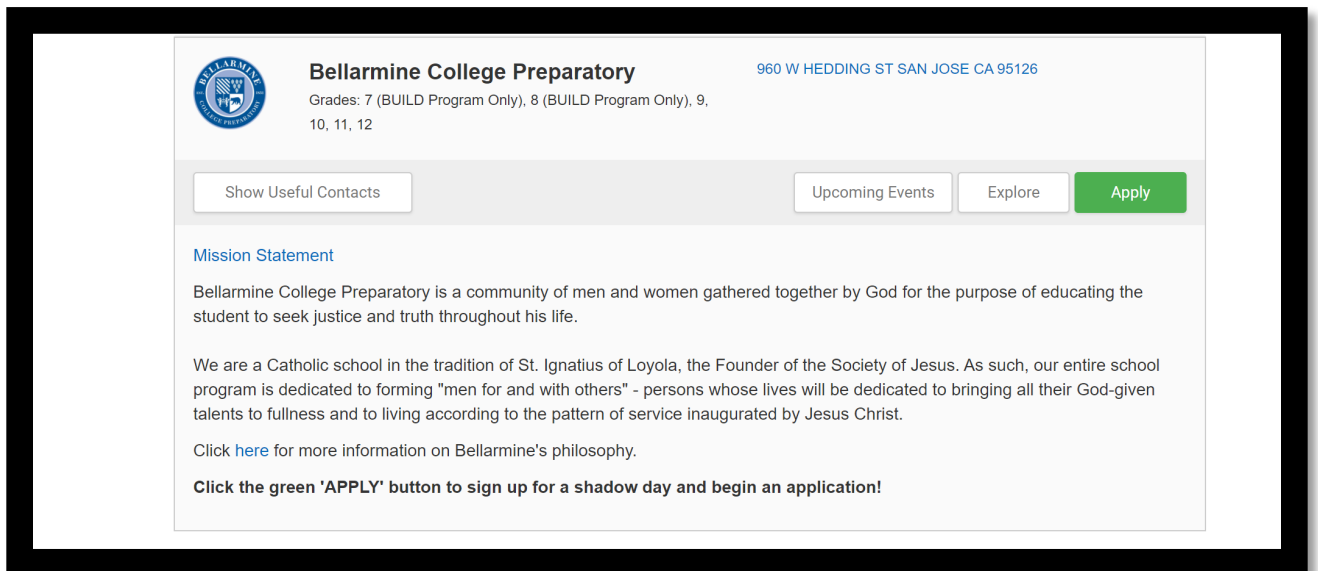 BELLARMINE
COLLEGE PREPARATORY
Bellarmine College Preparatory
960 W HEDDING ST SAN JOSE CA 95126
Grades: 7 (BUILD Program Only), 8 (BUILD Program Only), 9,
10, 11, 12
Show Useful Contacts
Upcoming Events
Explore
Apply
Mission Statement
Bellarmine College Preparatory is a community of men and women gathered together by God for the purpose of educating the
student to seek justice and truth throughout his life.
We are a Catholic school in the tradition of St. Ignatius of Loyola, the Founder of the Society of Jesus. As such, our entire school
program is dedicated to forming "men for and with others" - persons whose lives will be dedicated to bringing all their God-given
talents to fullness and to living according to the pattern of service inaugurated by Jesus Christ.
Click here for more information on Bellarmine's philosophy.
Click the green 'APPLY' button to sign up for a shadow day and begin an application!